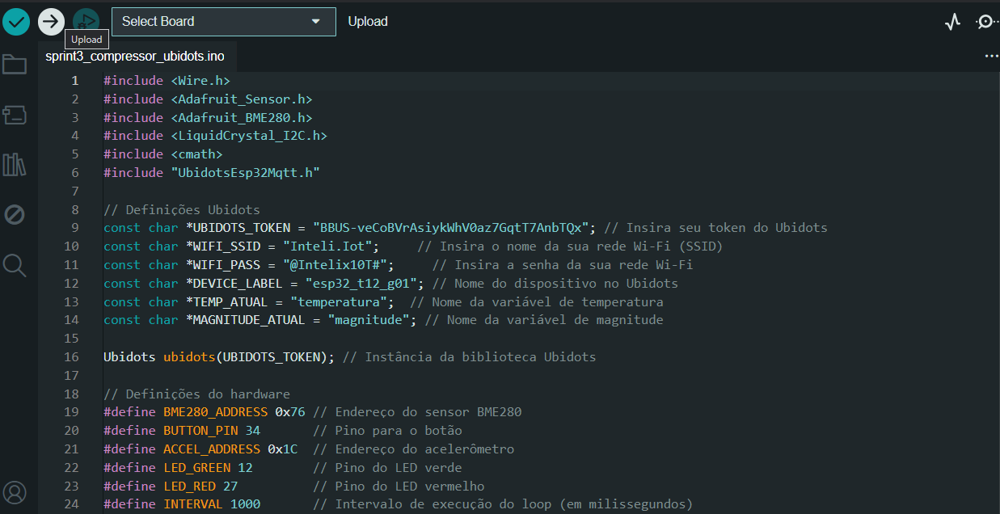 Select Board
Upload
Upload
sprint3_compressor_ubidots.ino
1 #include <Wire.h>
2 #include <Adafruit_Sensor.h>
3 #include <Adafruit_BME280.h>
4 #include <LiquidCrystal_I2C.h>
5 #include <cmath>
6 #include "UbidotsEsp32Mqtt.h"
7
8 // Definições Ubidots
9 const char *UBIDOTS_TOKEN = "BBUS-veCoBVrAsiykWhV0az7GqtT7AnbTQx"; // Insira seu token do Ubidots
10 const char *WIFI_SSID = "Inteli.Iot"; // Insira o nome da sua rede Wi-Fi (SSID)
11 const char *WIFI_PASS = "@Intelix10T#"; // Insira a senha da sua rede Wi-Fi
12 const char *DEVICE_LABEL = "esp32_t12_g01"; // Nome do dispositivo no Ubidots
13 const char *TEMP_ATUAL = "temperatura"; // Nome da variável de temperatura
14 const char *MAGNITUDE_ATUAL = "magnitude"; // Nome da variável de magnitude
15
16 Ubidots ubidots(UBIDOTS_TOKEN); // Instância da biblioteca Ubidots
17
18 // Definições do hardware
19 #define BME280_ADDRESS 0x76 // Endereço do sensor BME280
20 #define BUTTON_PIN 34 // Pino para o botão
21 #define ACCEL_ADDRESS 0x1C // Endereço do acelerômetro
22 #define LED_GREEN 12 // Pino do LED verde
23 #define LED_RED 27 // Pino do LED vermelho
24 #define INTERVAL 1000 // Intervalo de execução do loop (em milissegundos)